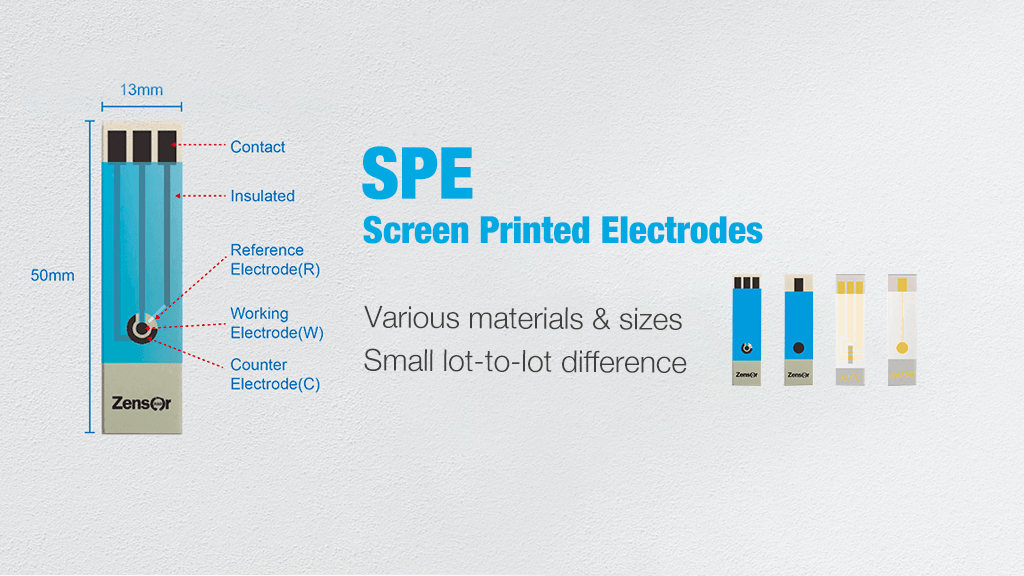 13mm
50mm
Contact
Insulated
Reference
Electrode(R)
Working
Electrode(W)
Counter
Electrode(C)
Zensor
SPE
Screen Printed Electrodes
Various materials & sizes
Small lot-to-lot difference
Zensor
Zensor